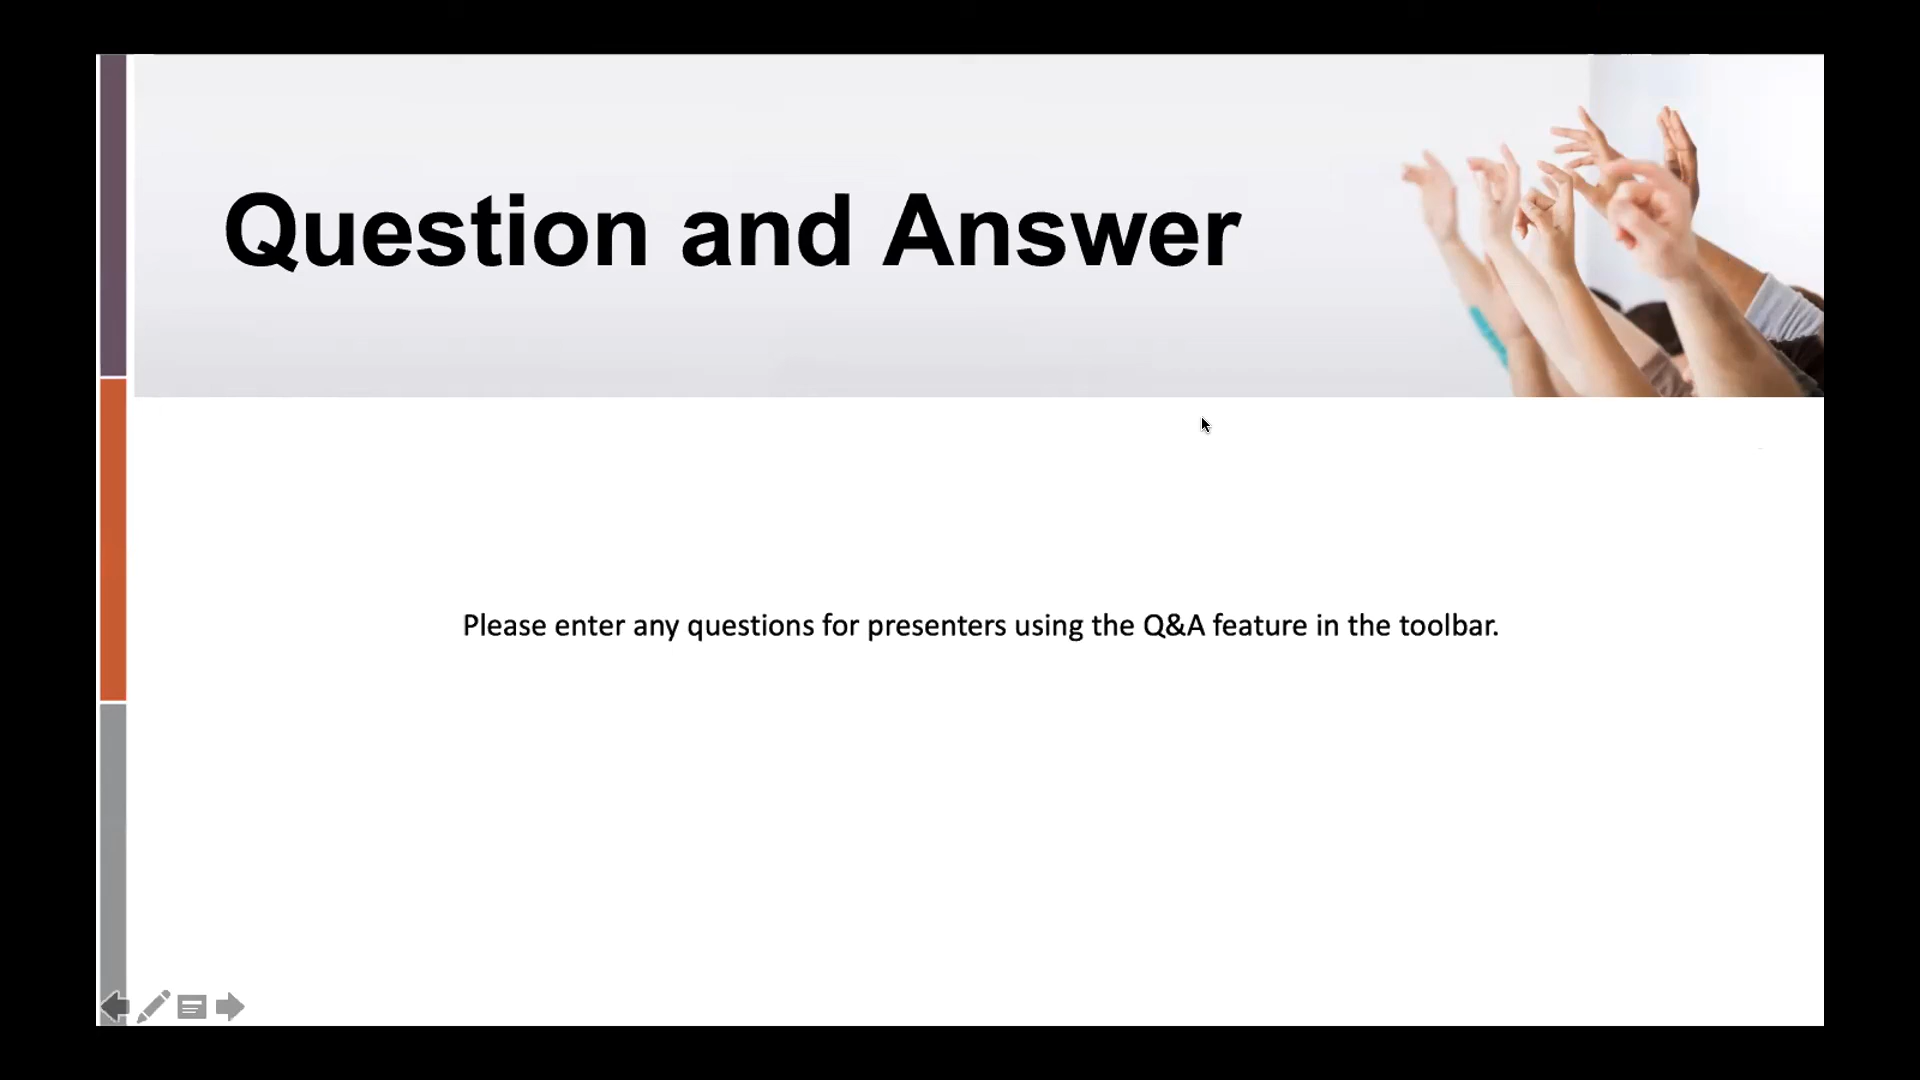 Question and Answer
Please enter any questions for presenters using the Q&A feature in the toolbar.